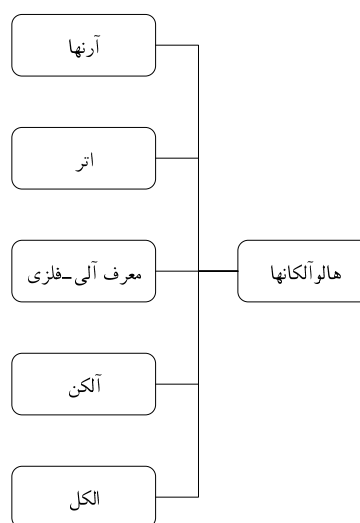 هالوآلکانها
آرنها
اتر
معرف آلی-فلزی
آلکن
الکل